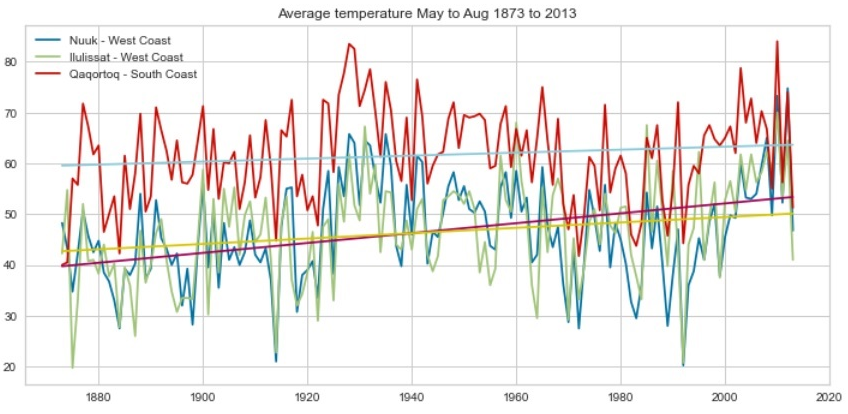 Average temperature May to Aug 1873 to 2013
Nuuk - West Coast
Ilulissat - West Coast
Qaqortoq - South Coast
80
70
60
50
40
30
20
1880 1900 1920 1940 1960 1980 2000 2020